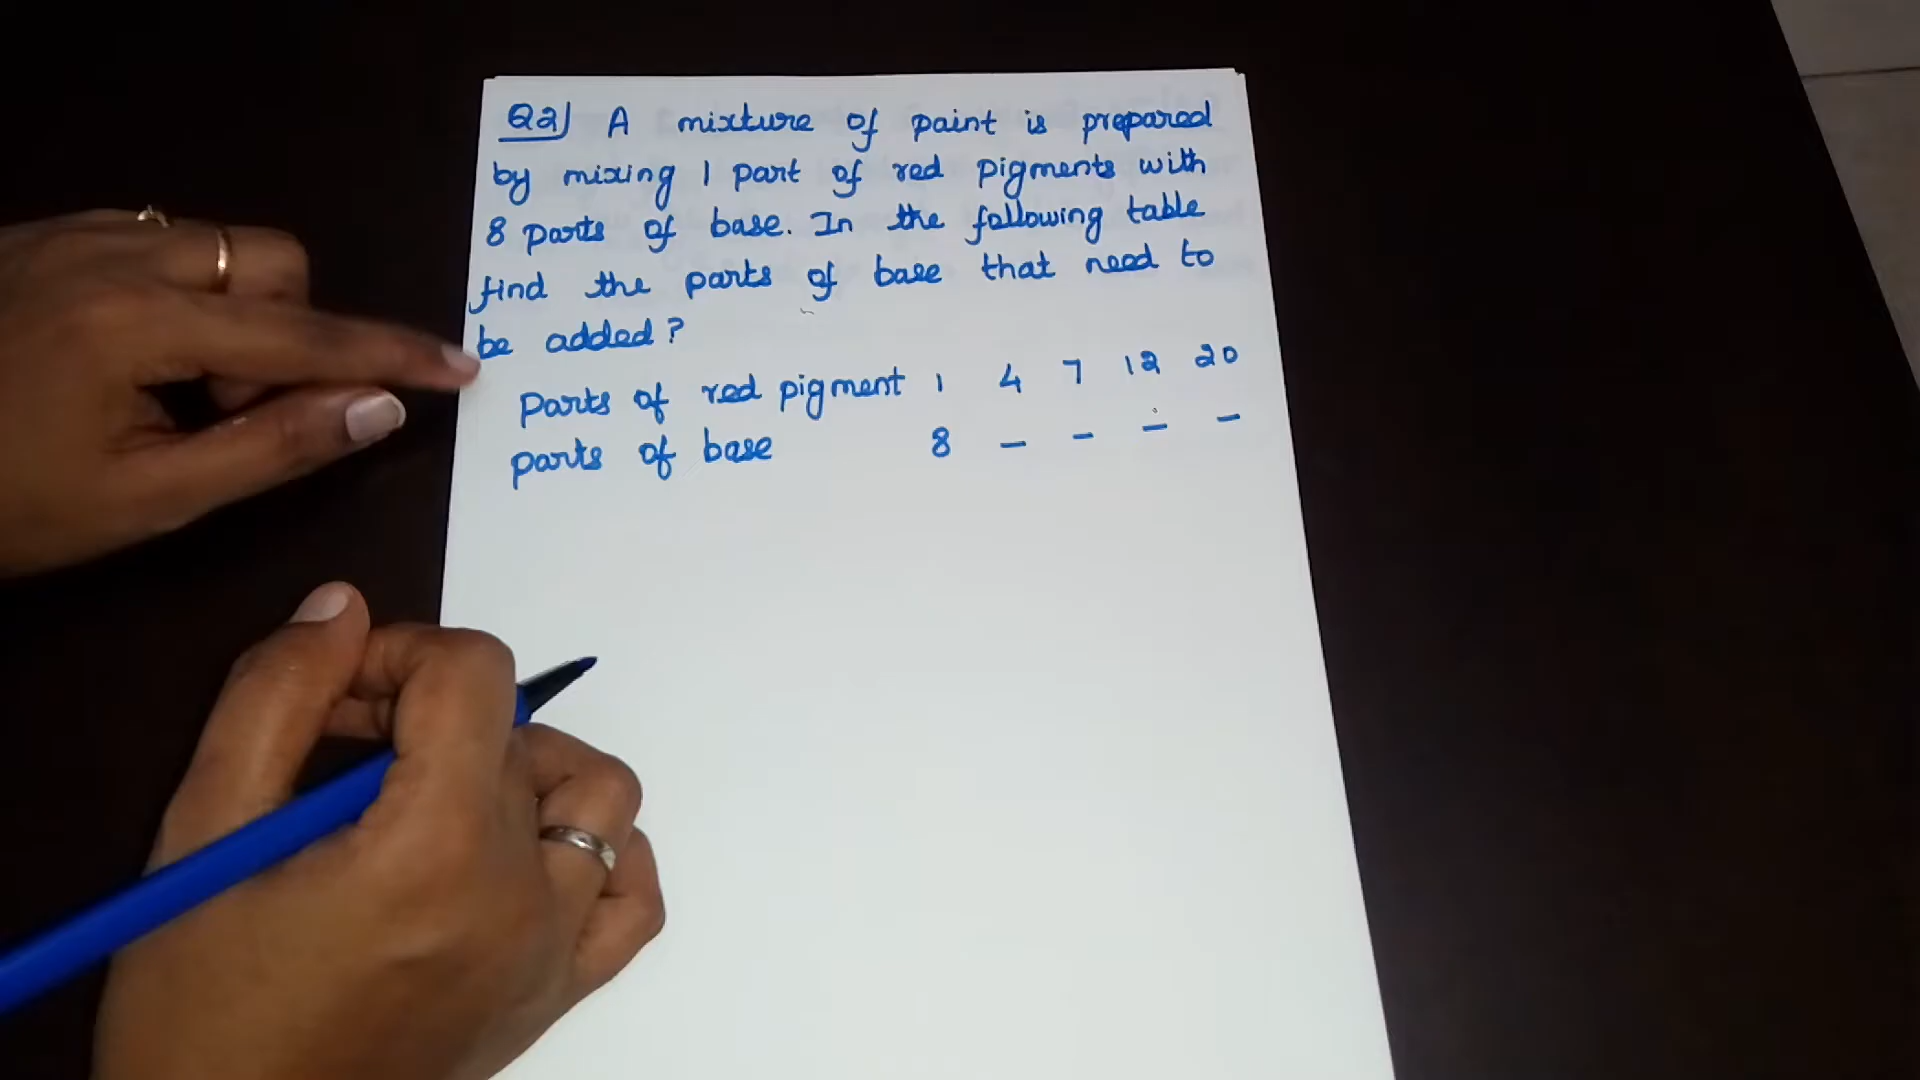 Q2) A mixture of paint is prepared
by mixing 1 part of red pigments with
8 parts of base. In the following table
find the parts of base that need to
be added?
Parts of red pigment 1 4 7 12 20
parts of base 8 – – – –